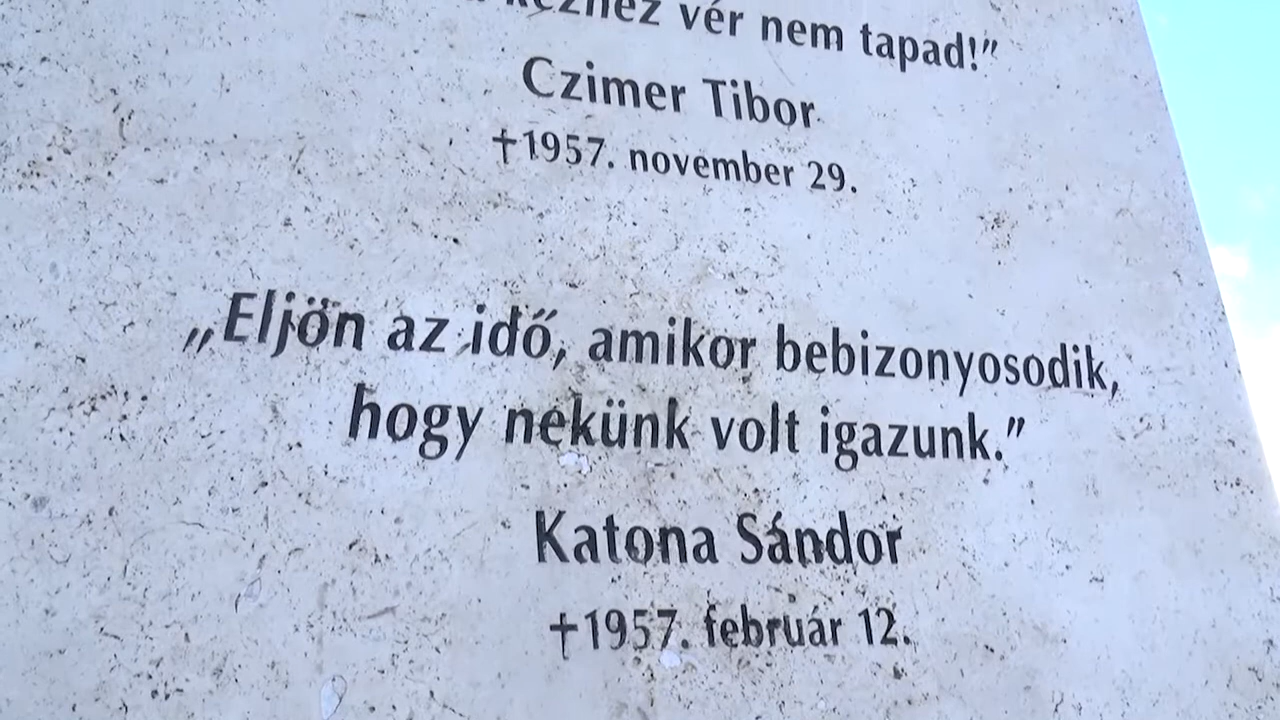 kezhez vér nem tapad!”
Czimer Tibor
†1957. november 29.
„Eljön az idő, amikor bebizonyosodik,
hogy nekünk volt igazunk.”
Katona Sándor
†1957. február 12.